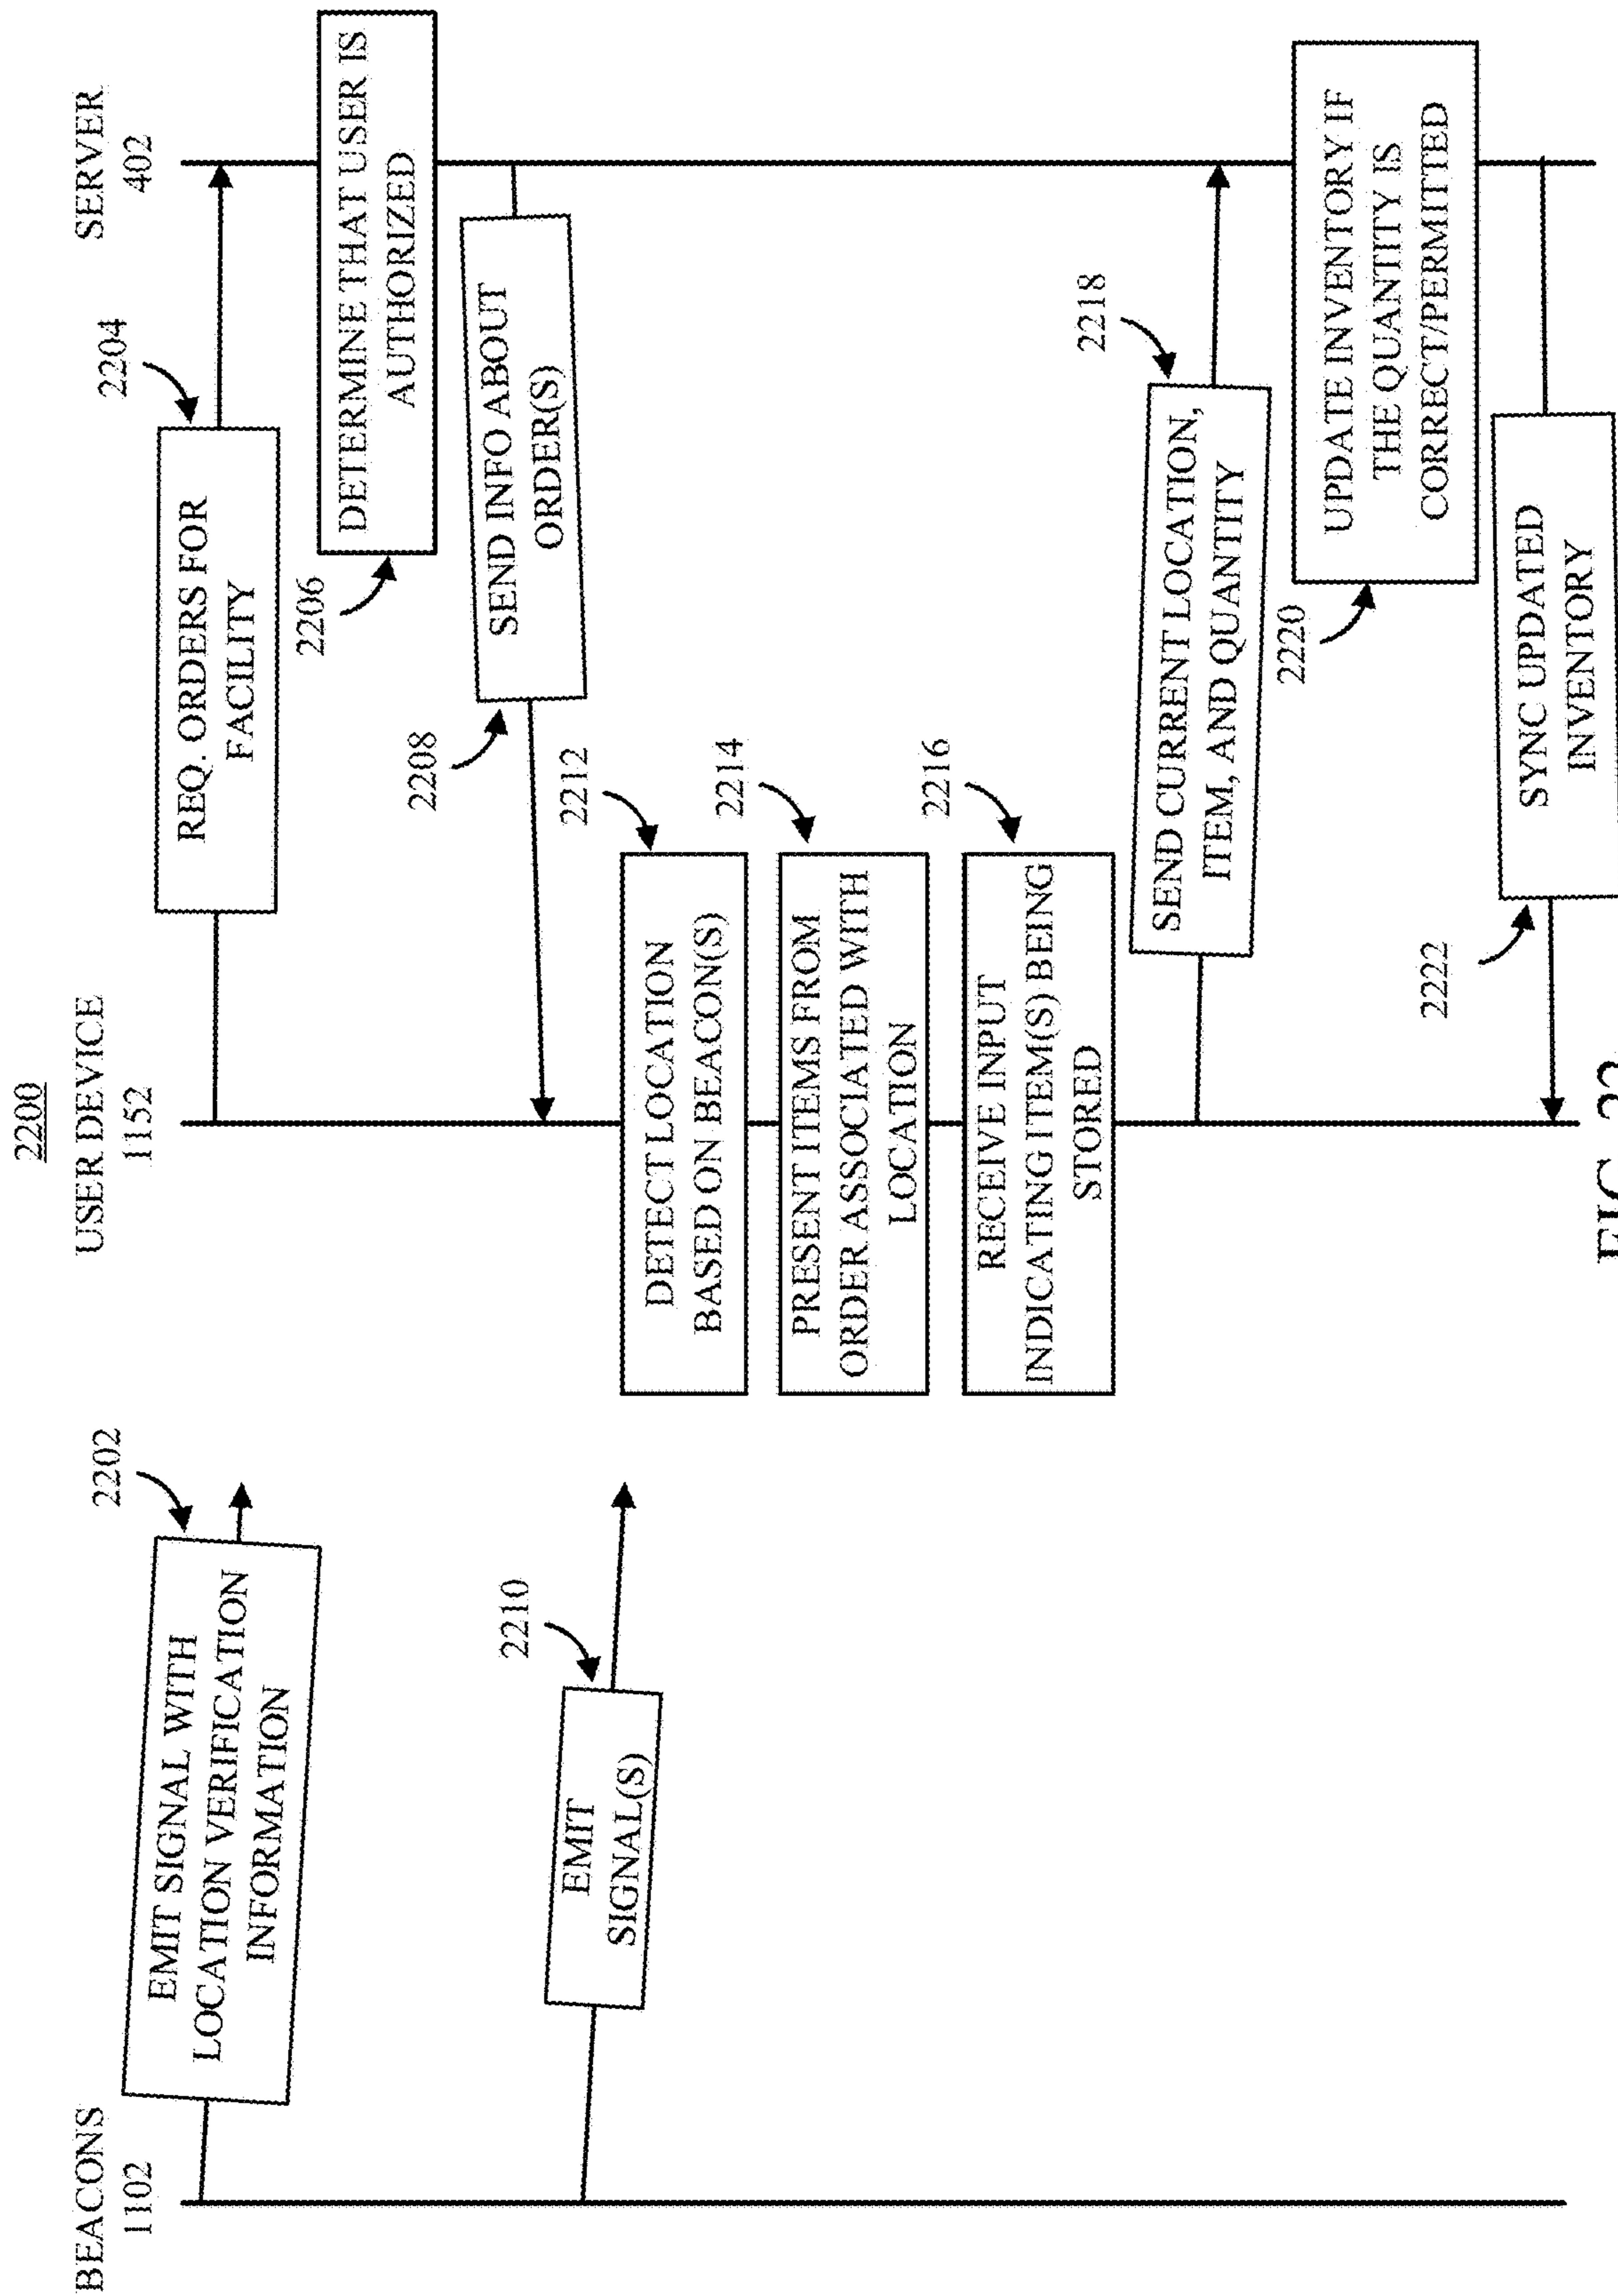 2200
BEACONS
1102
USER DEVICE
1152
SERVER
402
2202
EMIT SIGNAL WITH
LOCATION VERIFICATION
INFORMATION
2204
REQ. ORDERS FOR
FACILITY
2206
DETERMINE THAT USER IS
AUTHORIZED
2208
SEND INFO ABOUT
ORDER(S)
2210
EMIT
SIGNAL(S)
2212
DETECT LOCATION
BASED ON BEACON(S)
2214
PRESENT ITEMS FROM
ORDER ASSOCIATED WITH
LOCATION
2216
RECEIVE INPUT
INDICATING ITEM(S) BEING
STORED
2218
SEND CURRENT LOCATION,
ITEM, AND QUANTITY
2220
UPDATE INVENTORY IF
THE QUANTITY IS
CORRECT/PERMITTED
2222
SYNC UPDATED
INVENTORY